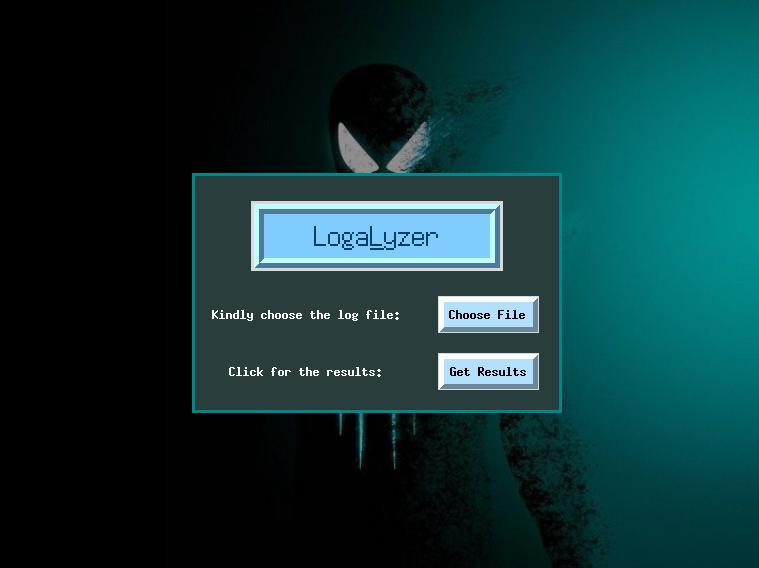 LogaLyzer
Kindly choose the log file:
Choose File
Click for the results:
Get Results